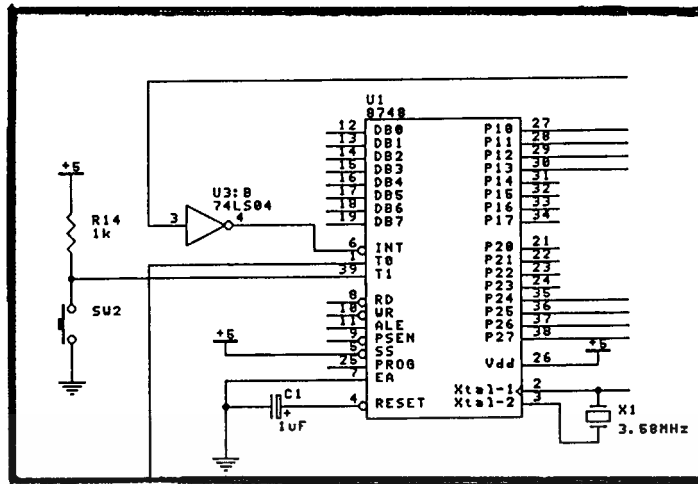 U1
8748
12 DB0 P10 27
13 DB1 P11 28
14 DB2 P12 29
15 DB3 P13 30
16 DB4 P14 31
17 DB5 P15 32
18 DB6 P16 33
19 DB7 P17 34
+5
R14
1k
U3:B
74LS04
3 4
6 INT P20 21
1 T0 P21 22
39 T1 P22 23
P23 24
SW2
8 RD P24 35
10 WR P25 36
11 ALE P26 37
9 PSEN P27 38
+5
5 SS
+5
25 PROG Vdd 26
7 EA
Xtal-1 2
C1
+
1uF
4 RESET Xtal-2 3
X1
3.58MHz